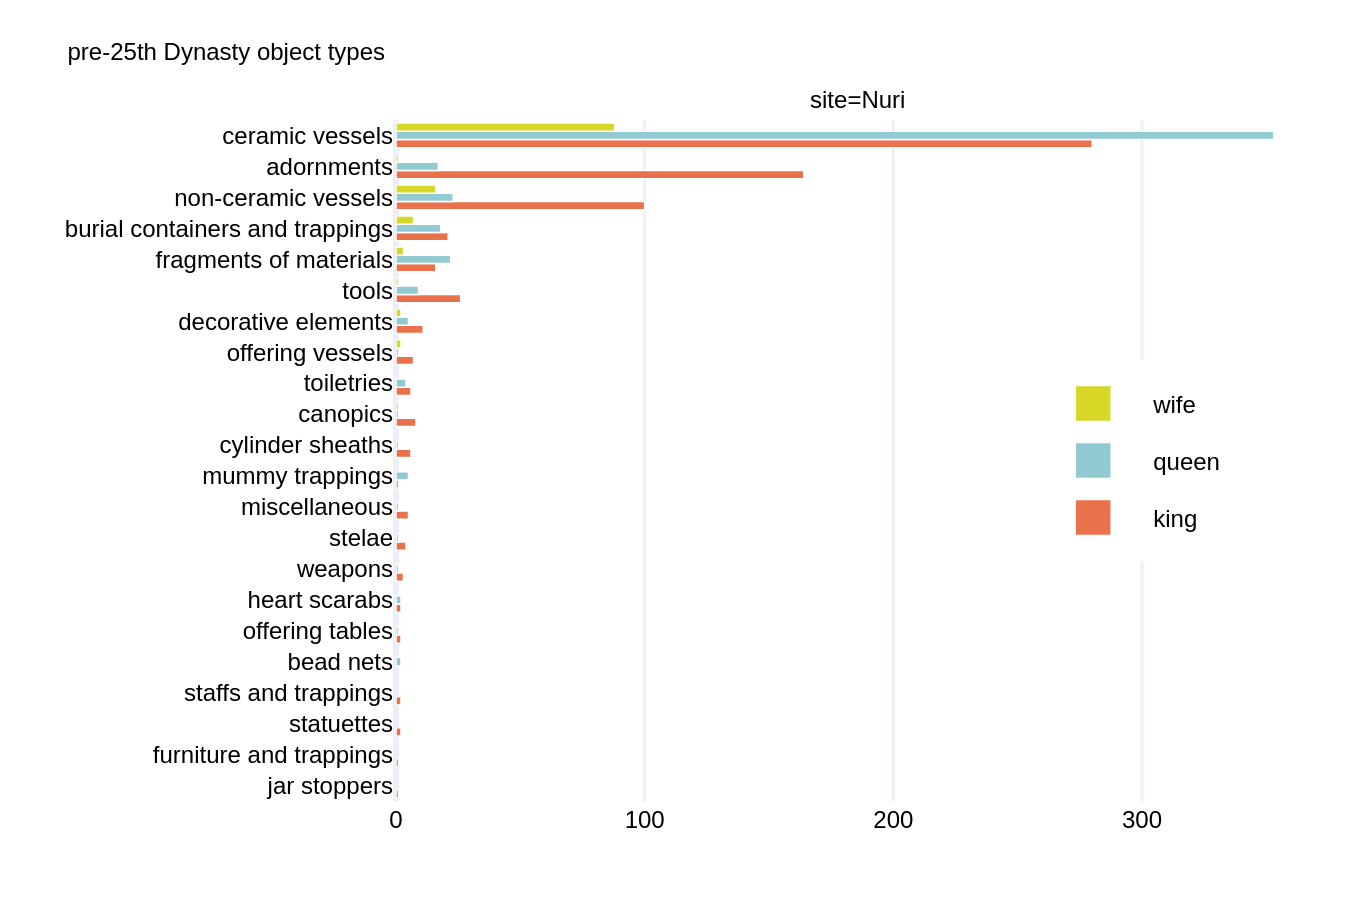 pre-25th Dynasty object types
site=Nuri
ceramic vessels
adornments
non-ceramic vessels
burial containers and trappings
fragments of materials
tools
decorative elements
offering vessels
toiletries
canopics
cylinder sheaths
mummy trappings
miscellaneous
stelae
weapons
heart scarabs
offering tables
bead nets
staffs and trappings
statuettes
furniture and trappings
jar stoppers
wife
queen
king
0 100 200 300